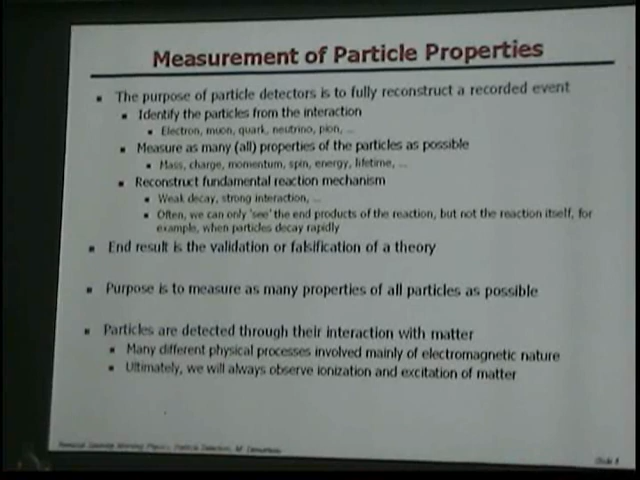 Measurement of Particle Properties
The purpose of particle detectors is to fully reconstruct a recorded event
Identify the particles from the interaction
Electron, muon, quark, neutrino, pion, ...
Measure as many (all) properties of the particles as possible
Mass, charge, momentum, spin, energy, lifetime, ...
Reconstruct fundamental reaction mechanism
Weak decay, strong interaction, ...
Often, we can only 'see' the end products of the reaction, but not the reaction itself, for
example, when particles decay rapidly
End result is the validation or falsification of a theory
Purpose is to measure as many properties of all particles as possible
Particles are detected through their interaction with matter
Many different physical processes involved mainly of electromagnetic nature
Ultimately, we will always observe ionization and excitation of matter
Morning Physics, Particle Detectors, M.
Slide